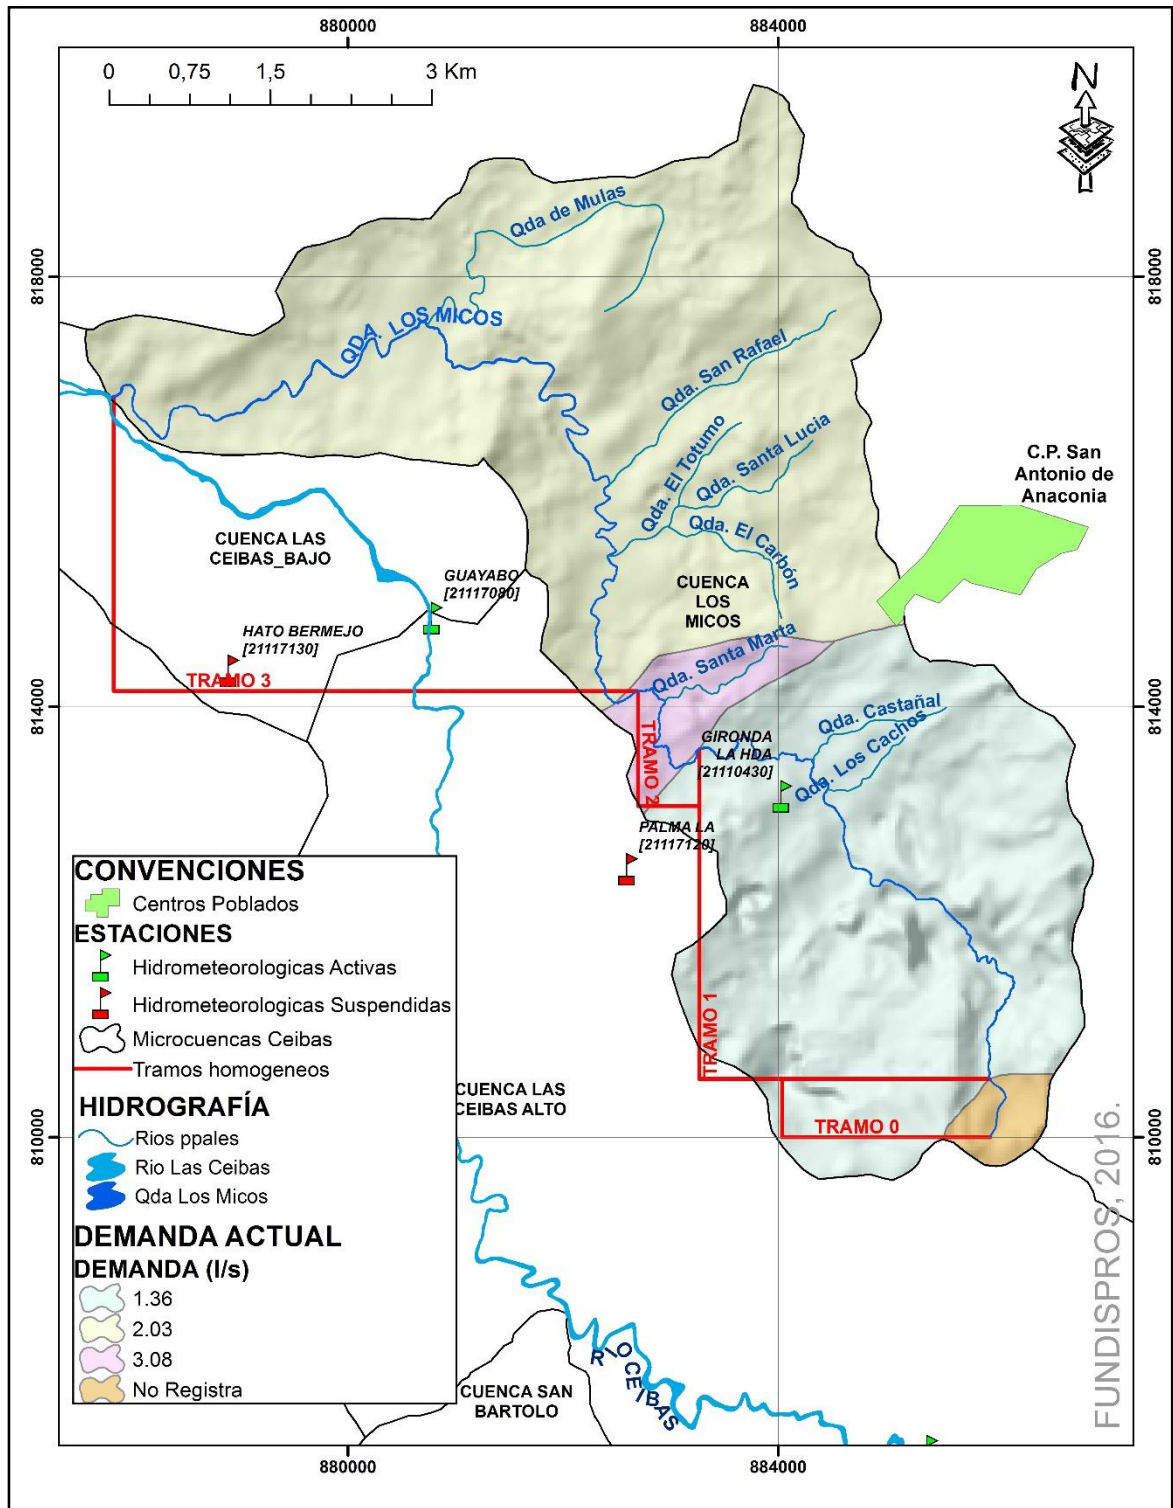 880000
884000
0 0,75 1,5 3 Km
N
818000
818000
Qda de Mulas
QDA. LOS MICOS
Qda. San Rafael
Qda. El Totumo
Qda. Santa Lucia
C.P. San
Antonio de
Anaconia
Qda. El Carbón
CUENCA LAS
CEIBAS_BAJO
GUAYABO
[21117080]
CUENCA
LOS
MICOS
HATO BERMEJO
[21117130]
Qda. Santa Marta
TRAMO 3
814000
814000
Qda. Castañal
GIRONDA
LA HDA
[21110430]
Qda. Los Cachos
TRAMO 2
PALMA LA
[21117120]
CONVENCIONES
Centros Poblados
ESTACIONES
Hidrometeorologicas Activas
Hidrometeorologicas Suspendidas
Microcuencas Ceibas
Tramos homogeneos
HIDROGRAFÍA
Rios ppales
Rio Las Ceibas
Qda Los Micos
DEMANDA ACTUAL
DEMANDA (l/s)
1.36
2.03
3.08
No Registra
TRAMO 1
CUENCA LAS
CEIBAS ALTO
TRAMO 0
810000
810000
RIO CEIBAS
CUENCA SAN
BARTOLO
FUNDISPROS, 2016.
880000
884000